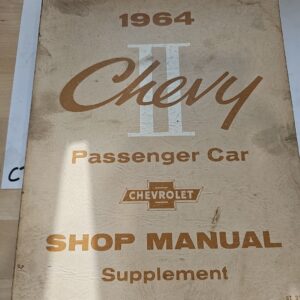 1964
Chevy
II
Passenger Car
CHEVROLET
SHOP MANUAL
Supplement